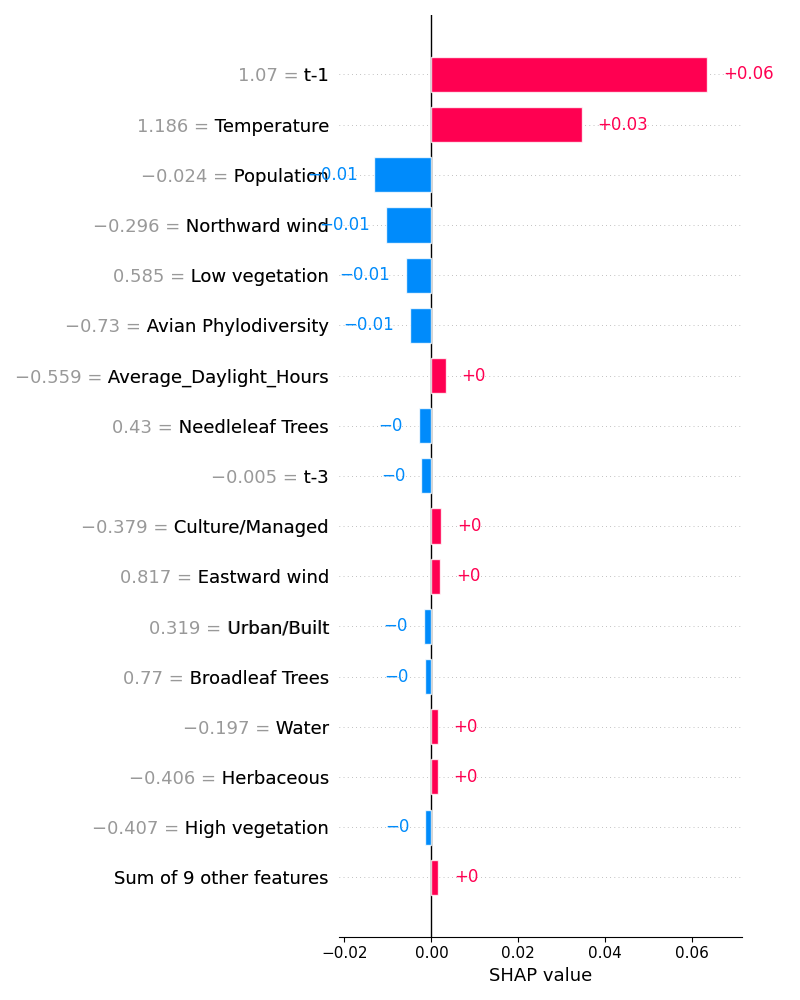 1.07 = t-1 +0.06
1.186 = Temperature +0.03
−0.024 = Population −0.01
−0.296 = Northward wind −0.01
0.585 = Low vegetation −0.01
−0.73 = Avian Phylodiversity −0.01
−0.559 = Average_Daylight_Hours +0
0.43 = Needleleaf Trees −0
−0.005 = t-3 −0
−0.379 = Culture/Managed +0
0.817 = Eastward wind +0
0.319 = Urban/Built −0
0.77 = Broadleaf Trees −0
−0.197 = Water +0
−0.406 = Herbaceous +0
−0.407 = High vegetation −0
Sum of 9 other features +0
−0.02 0.00 0.02 0.04 0.06
SHAP value